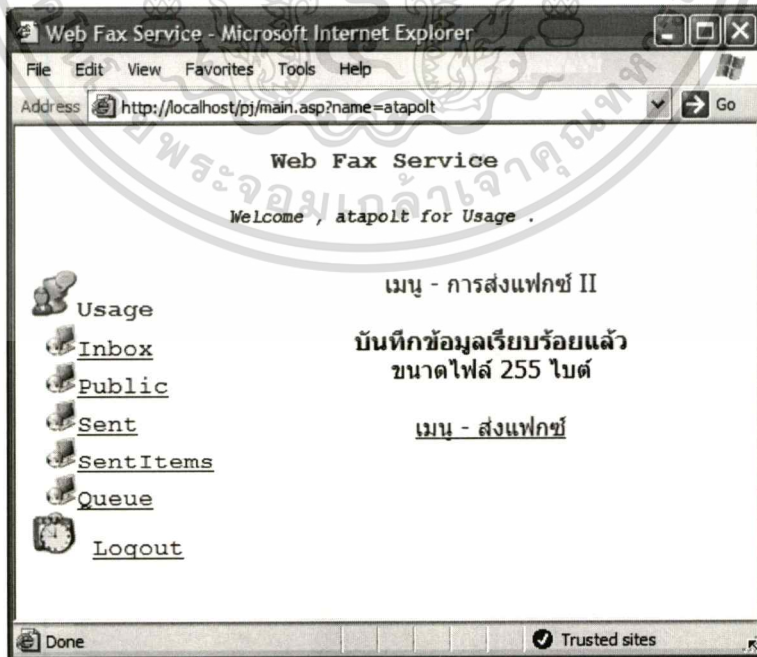 Web Fax Service - Microsoft Internet Explorer
File Edit View Favorites Tools Help
Address http://localhost/pj/main.asp?name=atapolt Go
Web Fax Service
Welcome , atapolt for Usage .
Usage
Inbox
Public
Sent
SentItems
Queue
Logout
เมนู - การส่งแฟกซ์ II
บันทึกข้อมูลเรียบร้อยแล้ว
ขนาดไฟล์ 255 ไบต์
เมนู - ส่งแฟกซ์
Done Trusted sites